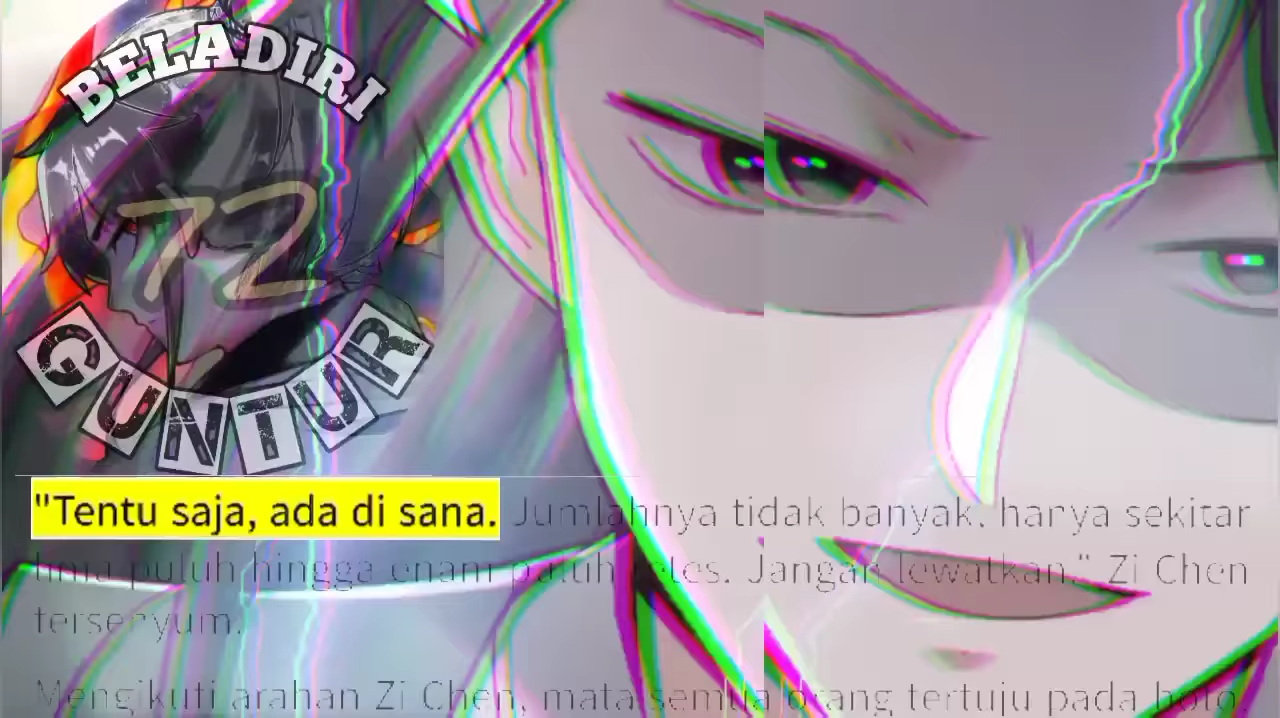 BELADIRI
72
GUNTUR
"Tentu saja, ada di sana. Jumlahnya tidak banyak. hanya sekitar
lima puluh hingga enam puluh tetes. Jangan lewatkan." Zi Chen
tersenyum.
Mengikuti arahan Zi Chen, mata semua orang tertuju pada